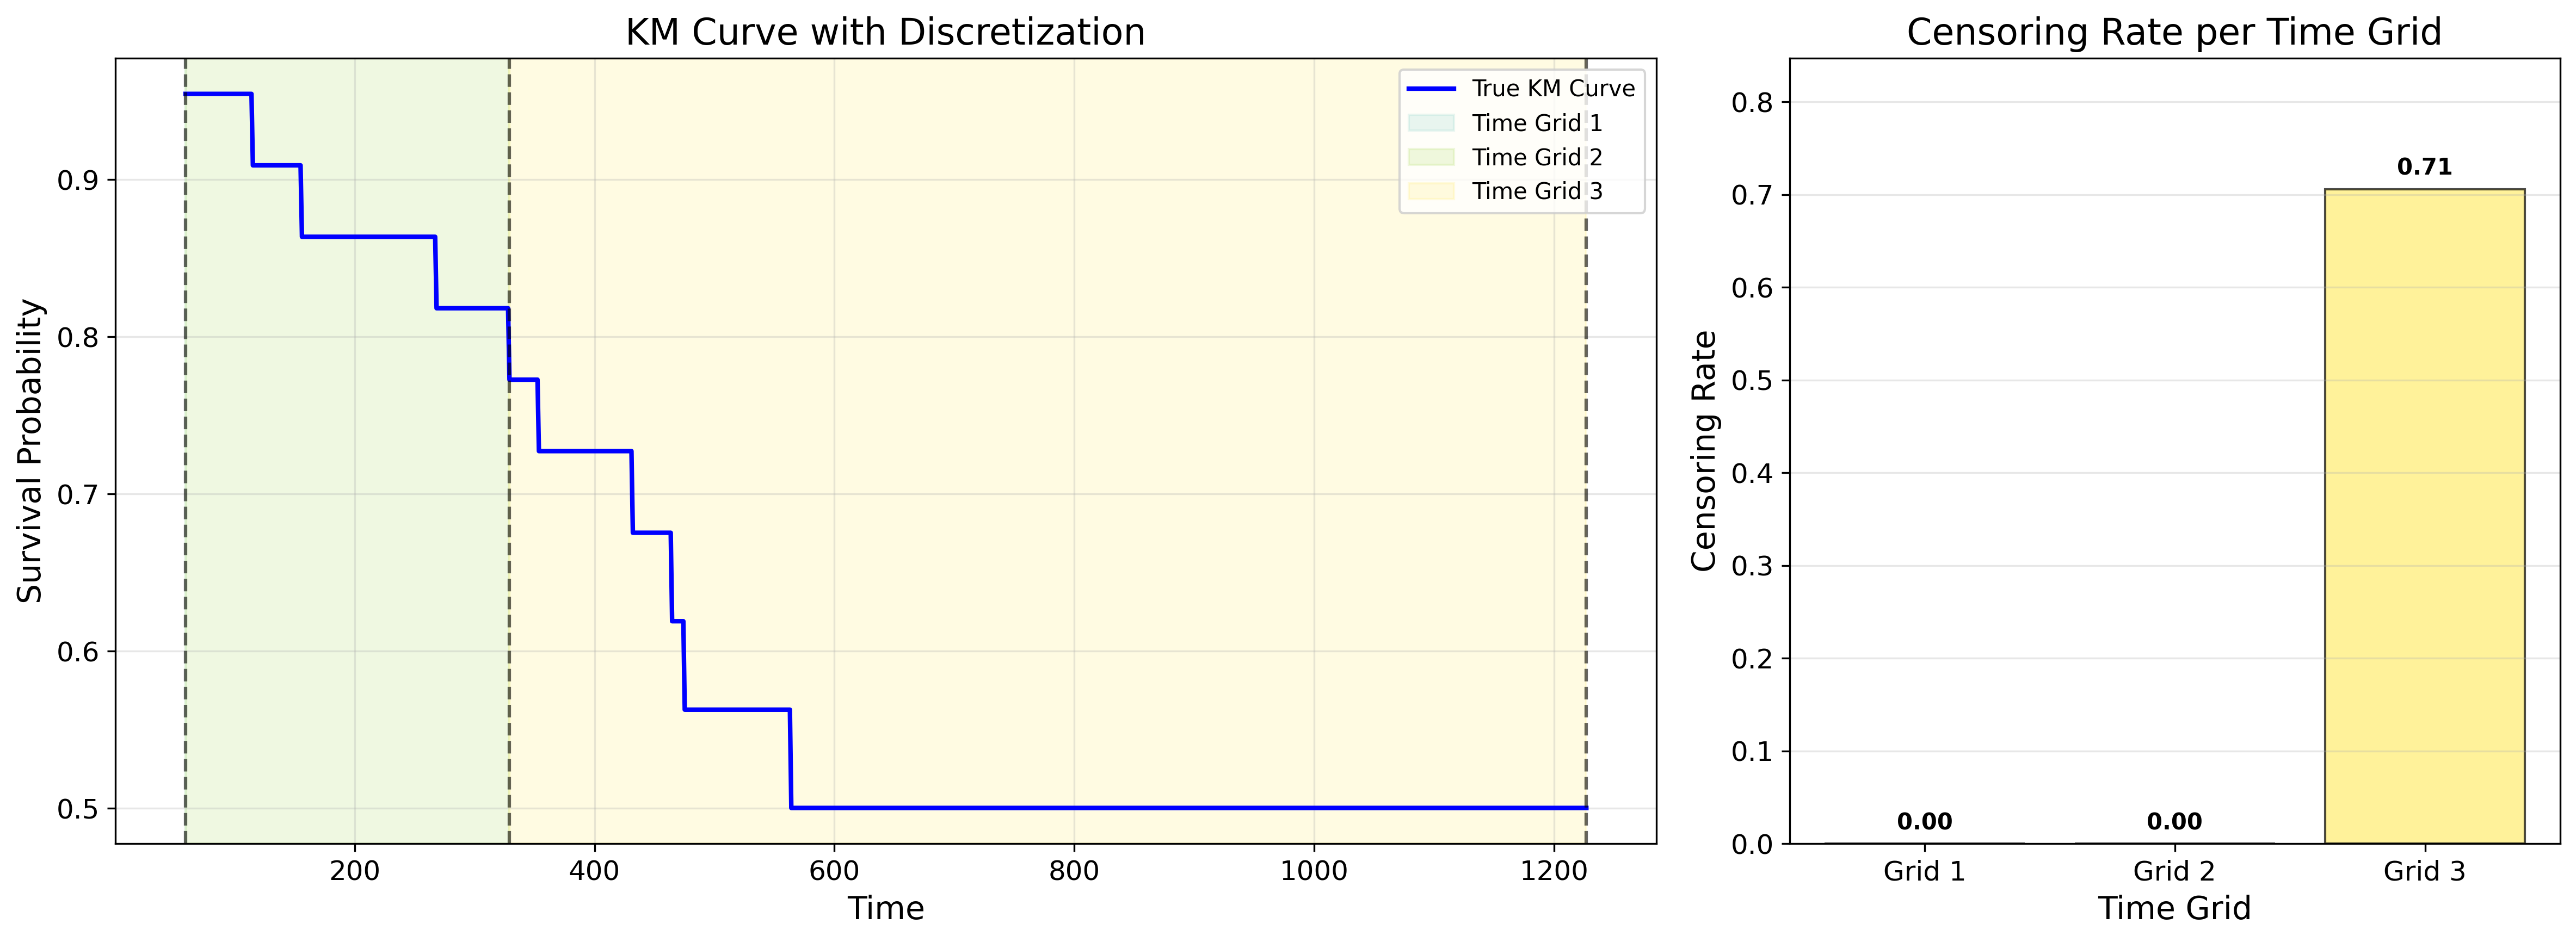 KM Curve with Discretization
Survival Probability
0.9
0.8
0.7
0.6
0.5
True KM Curve
Time Grid 1
Time Grid 2
Time Grid 3
200 400 600 800 1000 1200
Time
Censoring Rate per Time Grid
Censoring Rate
0.8
0.7
0.6
0.5
0.4
0.3
0.2
0.1
0.0
0.00 0.00 0.71
Grid 1 Grid 2 Grid 3
Time Grid